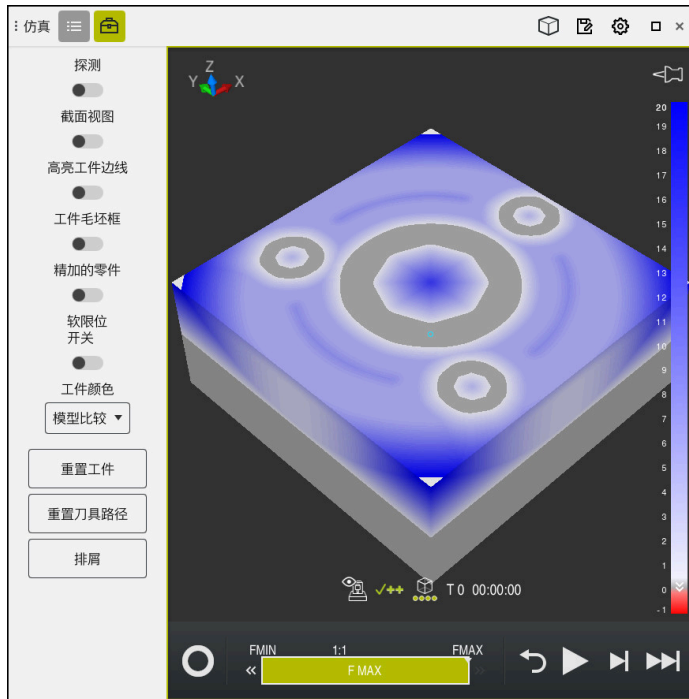 仿真
探测
截面视图
高亮工件边线
工件毛坯框
精加的零件
软限位
开关
工件颜色
模型比较
重置工件
重置刀具路径
排屑
Z
Y
X
20
19
18
17
16
15
14
13
12
11
10
9
8
7
6
5
4
3
2
1
0
-1
T 0 00:00:00
FMIN 1:1 FMAX
F MAX